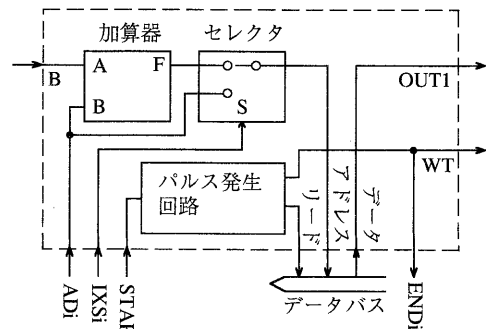 加算器
セレクタ
A
F
B
B
S
OUT1
WT
パルス発生
回路
リード
アドレス
データ
ADi
IXSi
STAI
データバス
ENDi